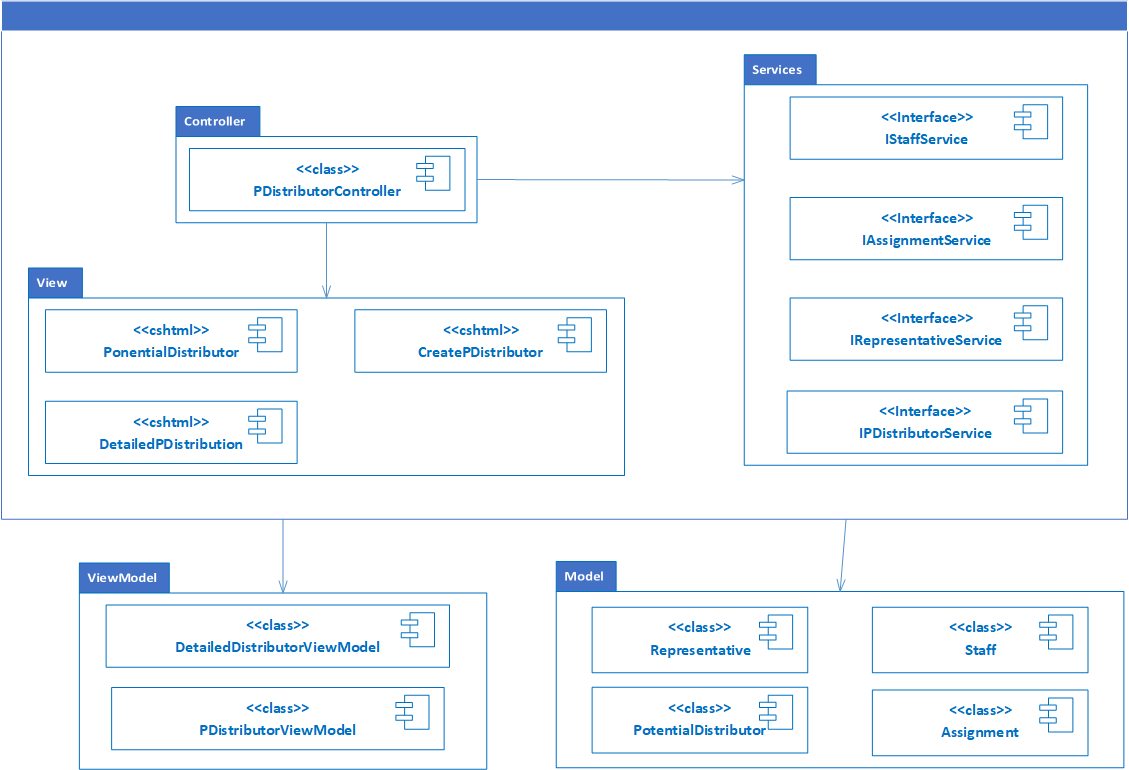 Services
<<Interface>>
IStaffService
Controller
<<class>>
PDistributorController
<<Interface>>
IAssignmentService
View
<<cshtml>>
PonentialDistributor
<<cshtml>>
CreatePDistributor
<<Interface>>
IRepresentativeService
<<cshtml>>
DetailedPDistribution
<<Interface>>
IPDistributorService
ViewModel
<<class>>
DetailedDistributorViewModel
<<class>>
PDistributorViewModel
Model
<<class>>
Representative
<<class>>
Staff
<<class>>
PotentialDistributor
<<class>>
Assignment